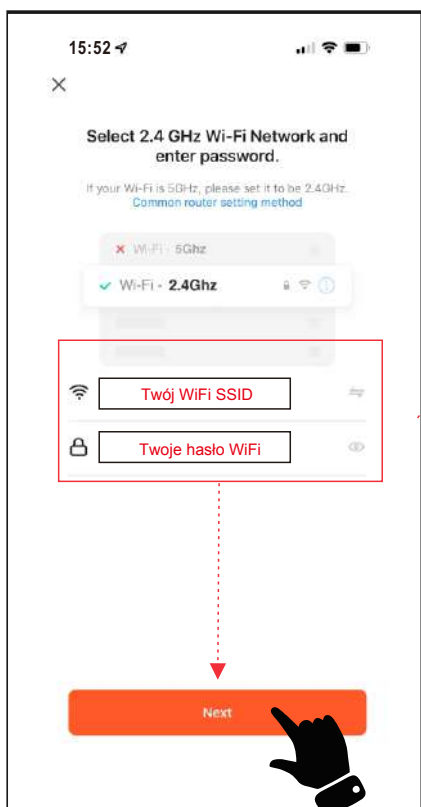 15:52
Select 2.4 GHz Wi-Fi Network and
enter password.
If your Wi-Fi is 5GHz, please set it to be 2.4GHz.
Common router setting method
Wi-Fi - 5Ghz
Wi-Fi - 2.4Ghz
Twój WiFi SSID
Twoje hasło WiFi
Next